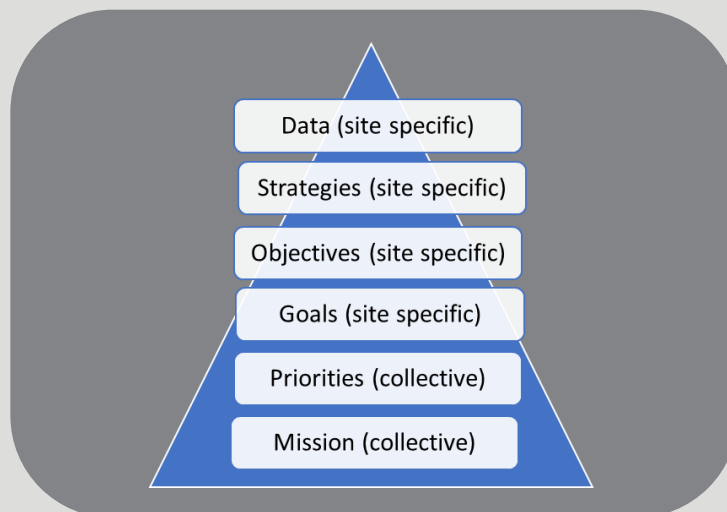 Data (site specific)
Strategies (site specific)
Objectives (site specific)
Goals (site specific)
Priorities (collective)
Mission (collective)